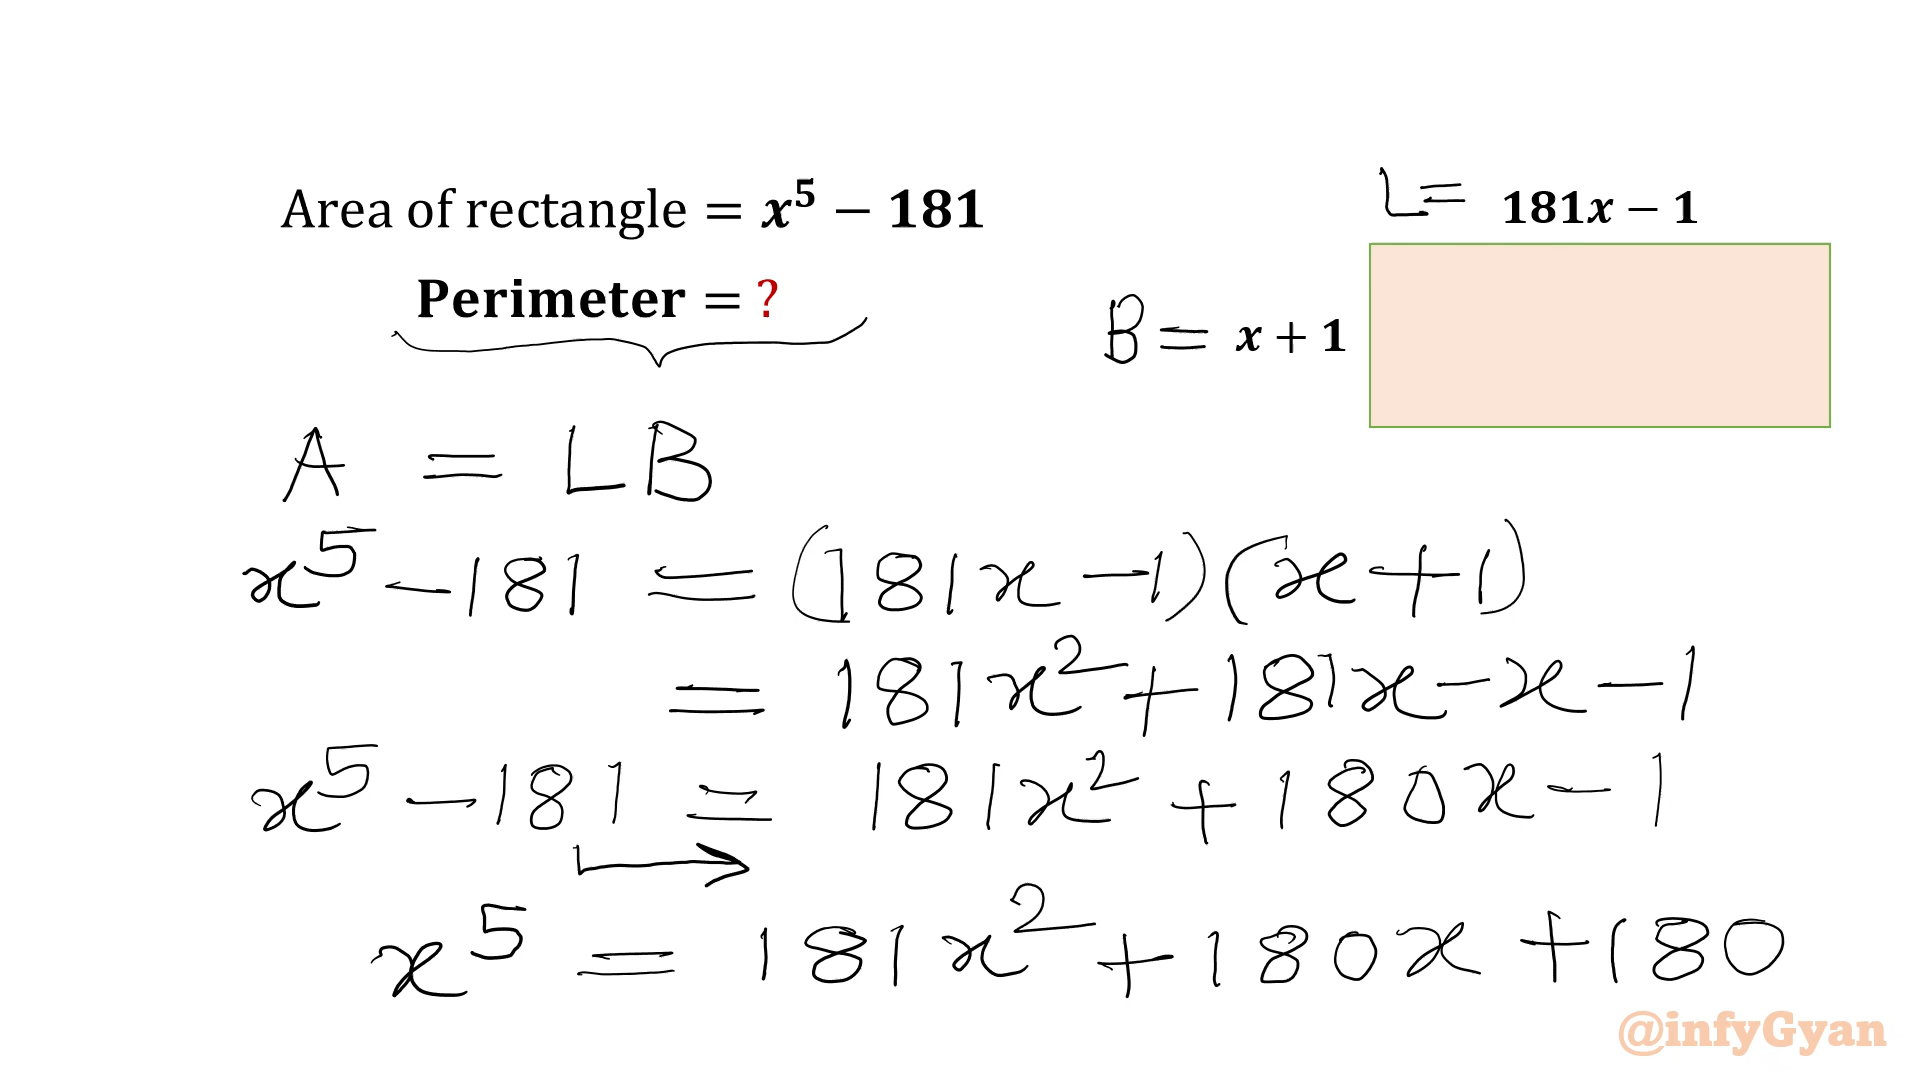 Area of rectangle = x⁵ − 181
Perimeter = ?
L = 181x − 1
B = x + 1
A = LB
x⁵ − 181 = (181x − 1)(x + 1)
= 181x² + 181x − x − 1
x⁵ − 181 = 181x² + 180x − 1
x⁵ = 181x² + 180x + 180
@infyGyan